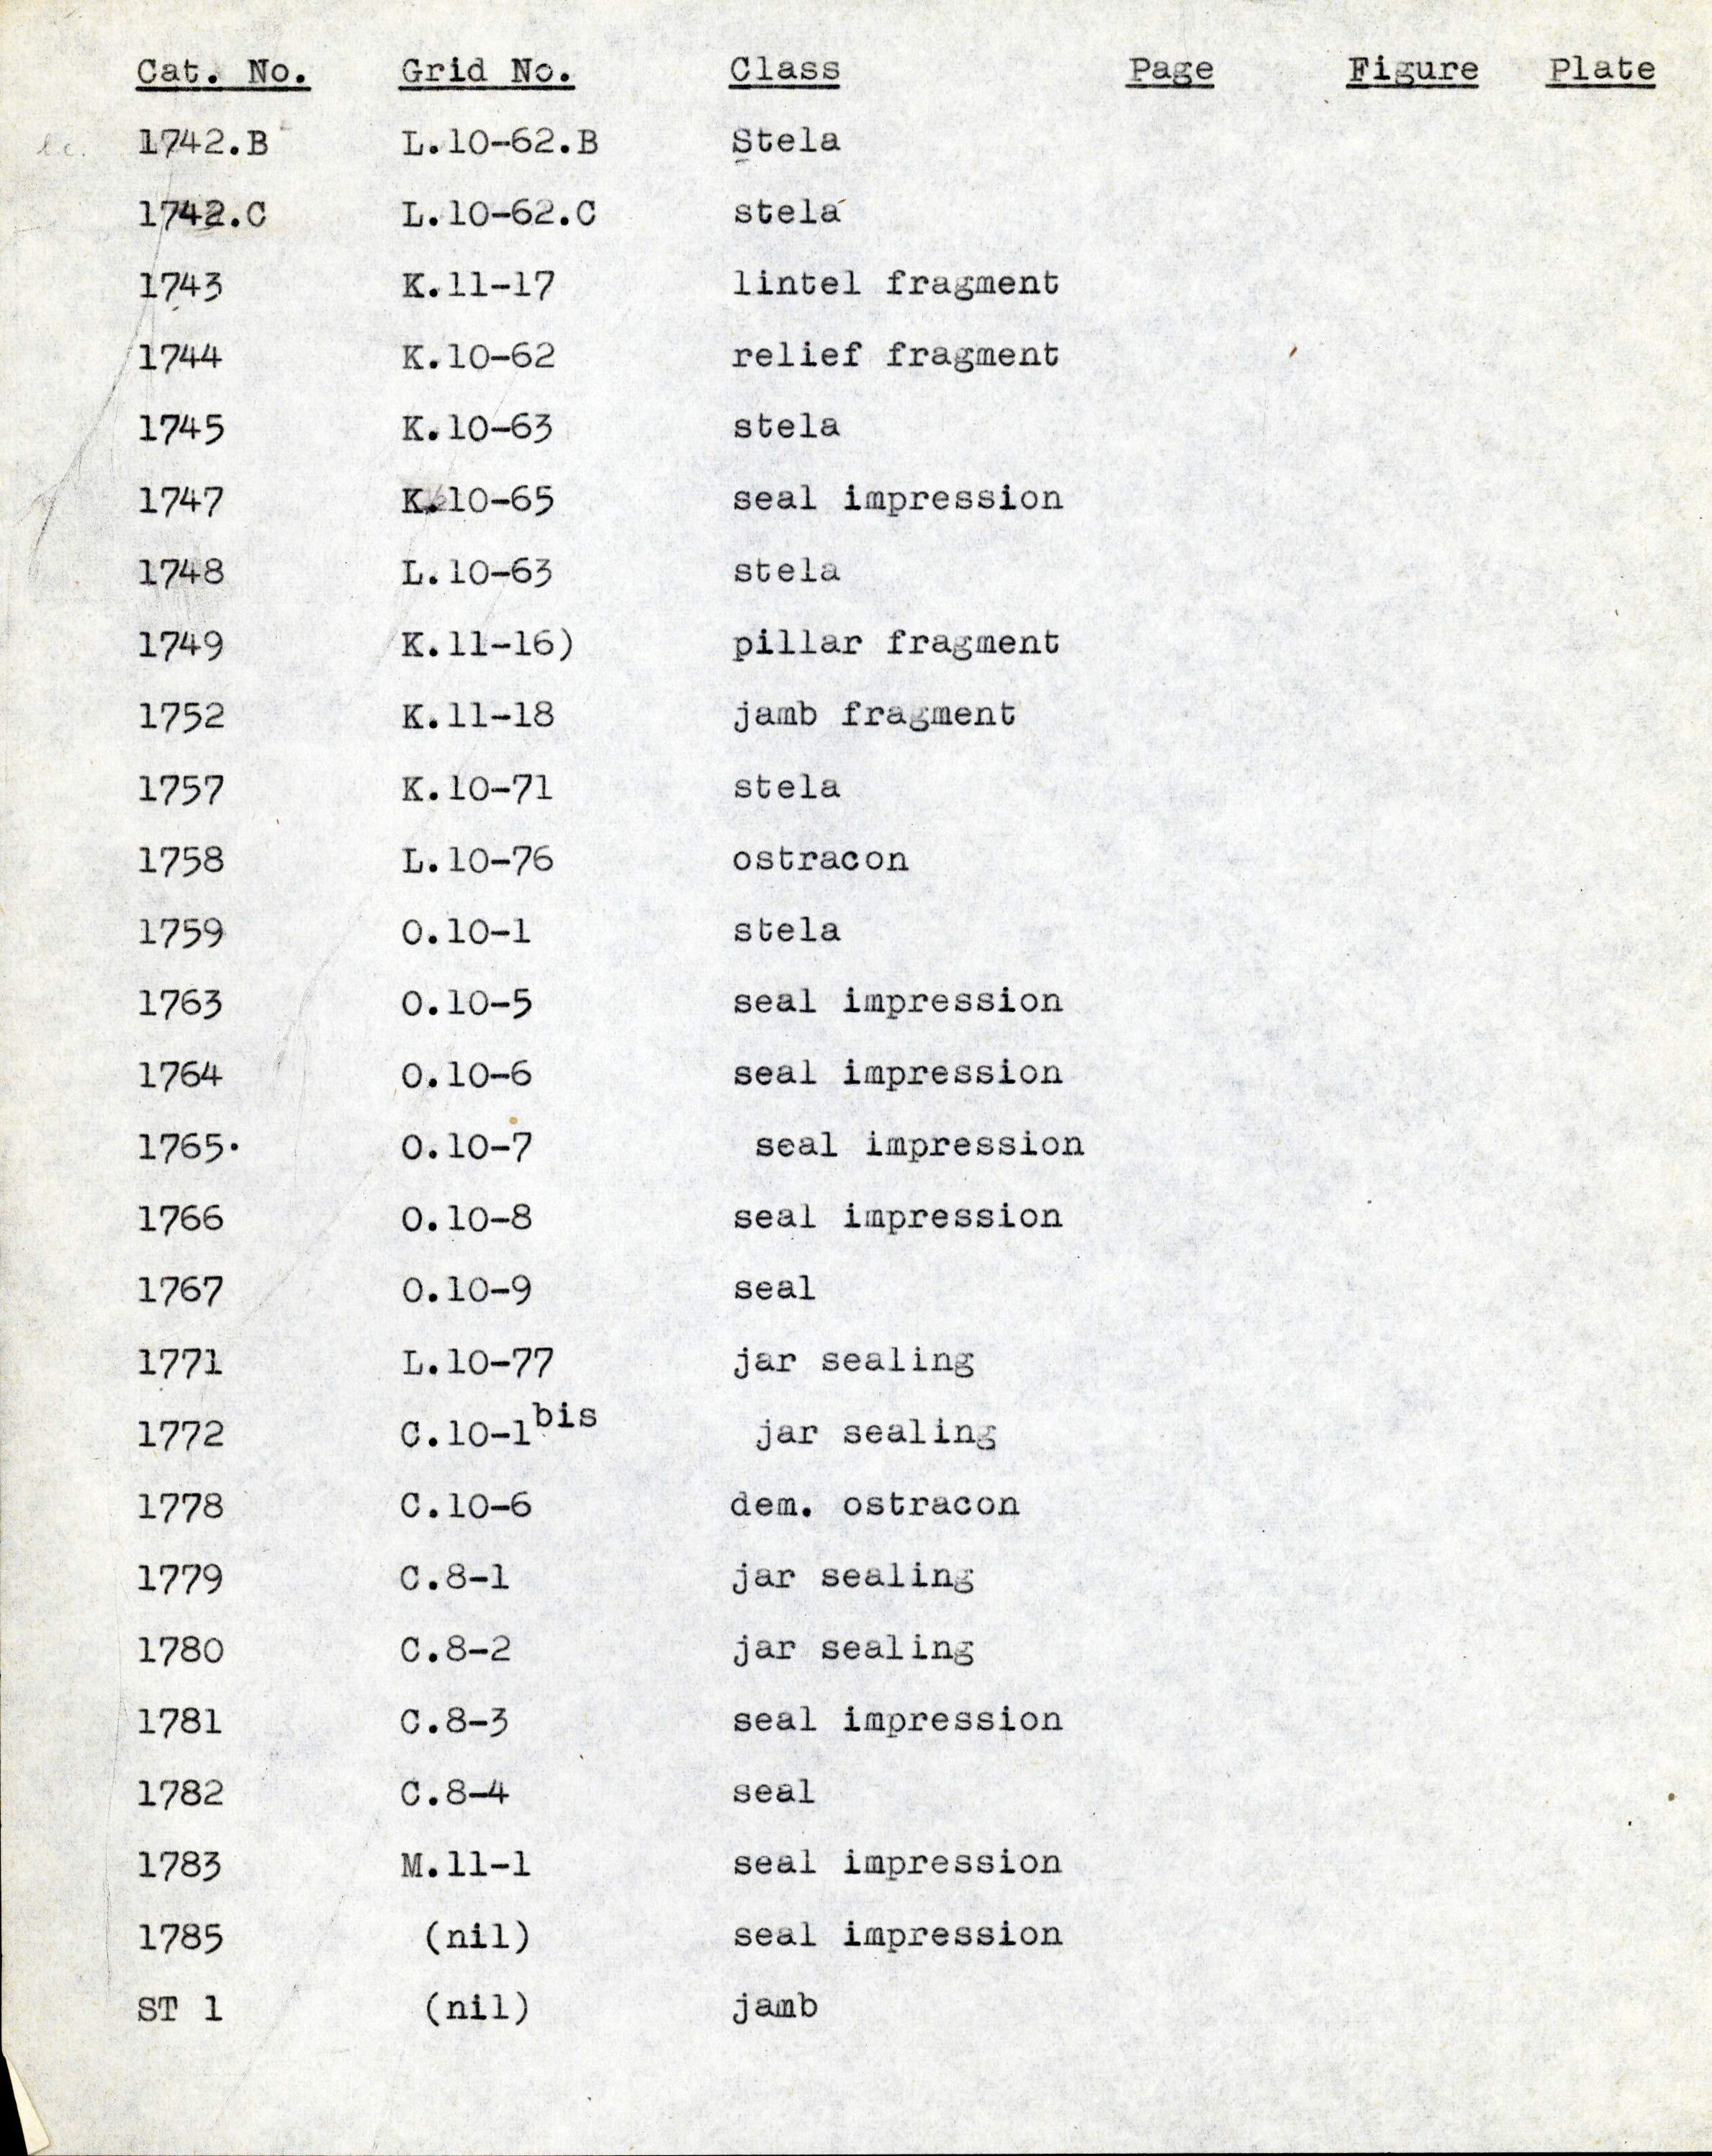 Cat. No. Grid No. Class Page Figure Plate
1742.B L.10-62.B Stela
1742.C L.10-62.C stela
1743 K.11-17 lintel fragment
1744 K.10-62 relief fragment
1745 K.10-63 stela
1747 K.10-65 seal impression
1748 L.10-63 stela
1749 K.11-16) pillar fragment
1752 K.11-18 jamb fragment
1757 K.10-71 stela
1758 L.10-76 ostracon
1759 O.10-1 stela
1763 O.10-5 seal impression
1764 O.10-6 seal impression
1765. O.10-7 seal impression
1766 O.10-8 seal impression
1767 O.10-9 seal
1771 L.10-77 jar sealing
1772 C.10-1bis jar sealing
1778 C.10-6 dem. ostracon
1779 C.8-1 jar sealing
1780 C.8-2 jar sealing
1781 C.8-3 seal impression
1782 C.8-4 seal
1783 M.11-1 seal impression
1785 (nil) seal impression
ST 1 (nil) jamb